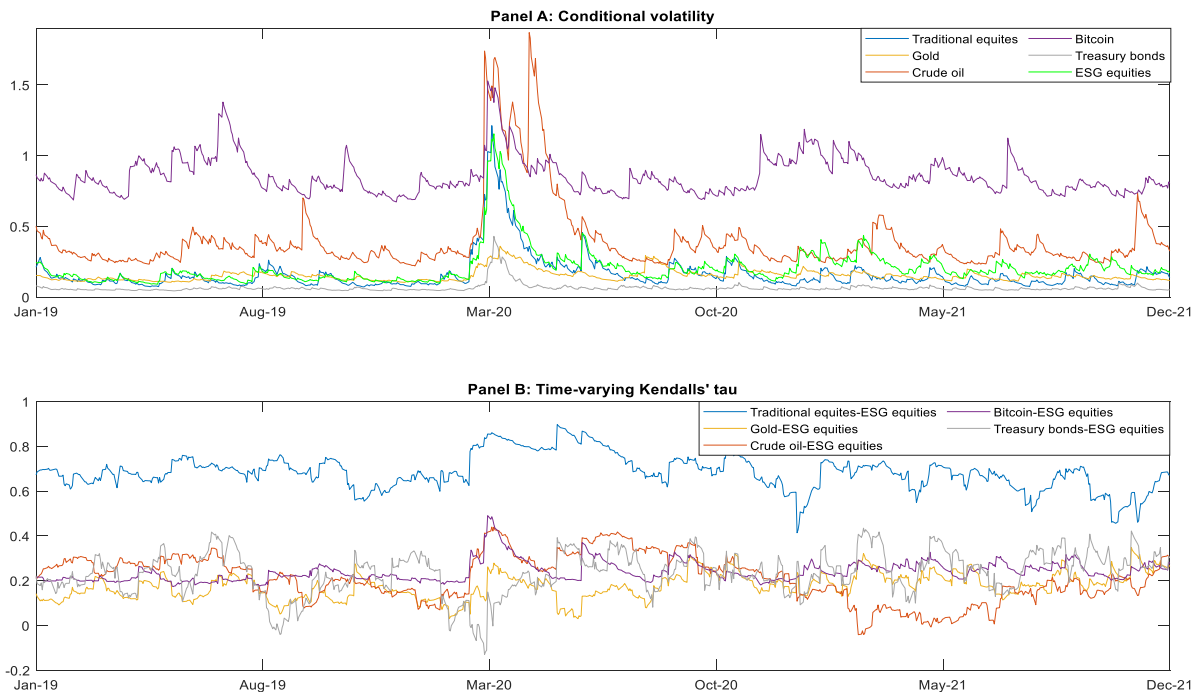 Panel A: Conditional volatility
Traditional equites
Gold
Crude oil
Bitcoin
Treasury bonds
ESG equities
1.5
1
0.5
0
Jan-19
Aug-19
Mar-20
Oct-20
May-21
Dec-21
Panel B: Time-varying Kendalls' tau
Traditional equites-ESG equities
Gold-ESG equities
Crude oil-ESG equities
Bitcoin-ESG equities
Treasury bonds-ESG equities
1
0.8
0.6
0.4
0.2
0
-0.2
Jan-19
Aug-19
Mar-20
Oct-20
May-21
Dec-21